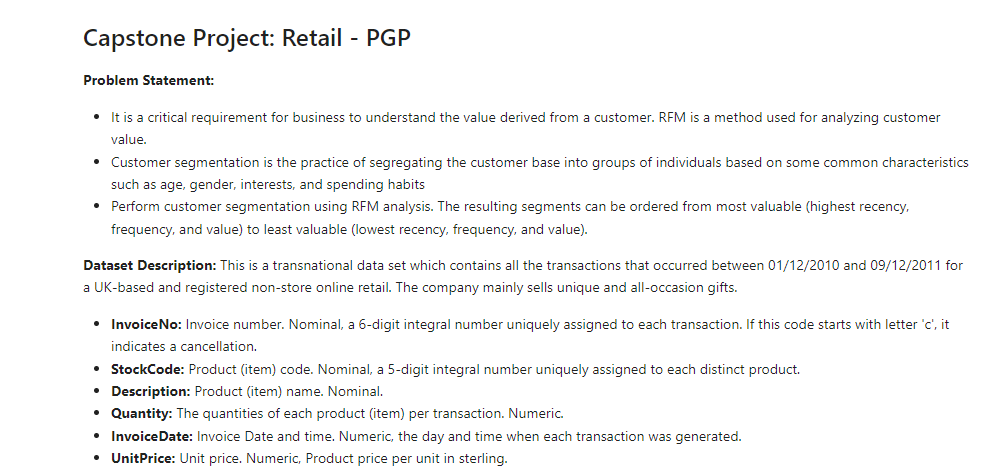 Capstone Project: Retail - PGP
Problem Statement:
• It is a critical requirement for business to understand the value derived from a customer. RFM is a method used for analyzing customer
value.
• Customer segmentation is the practice of segregating the customer base into groups of individuals based on some common characteristics
such as age, gender, interests, and spending habits
• Perform customer segmentation using RFM analysis. The resulting segments can be ordered from most valuable (highest recency,
frequency, and value) to least valuable (lowest recency, frequency, and value).
Dataset Description: This is a transnational data set which contains all the transactions that occurred between 01/12/2010 and 09/12/2011 for
a UK-based and registered non-store online retail. The company mainly sells unique and all-occasion gifts.
• InvoiceNo: Invoice number. Nominal, a 6-digit integral number uniquely assigned to each transaction. If this code starts with letter 'c', it
indicates a cancellation.
• StockCode: Product (item) code. Nominal, a 5-digit integral number uniquely assigned to each distinct product.
• Description: Product (item) name. Nominal.
• Quantity: The quantities of each product (item) per transaction. Numeric.
• InvoiceDate: Invoice Date and time. Numeric, the day and time when each transaction was generated.
• UnitPrice: Unit price. Numeric, Product price per unit in sterling.